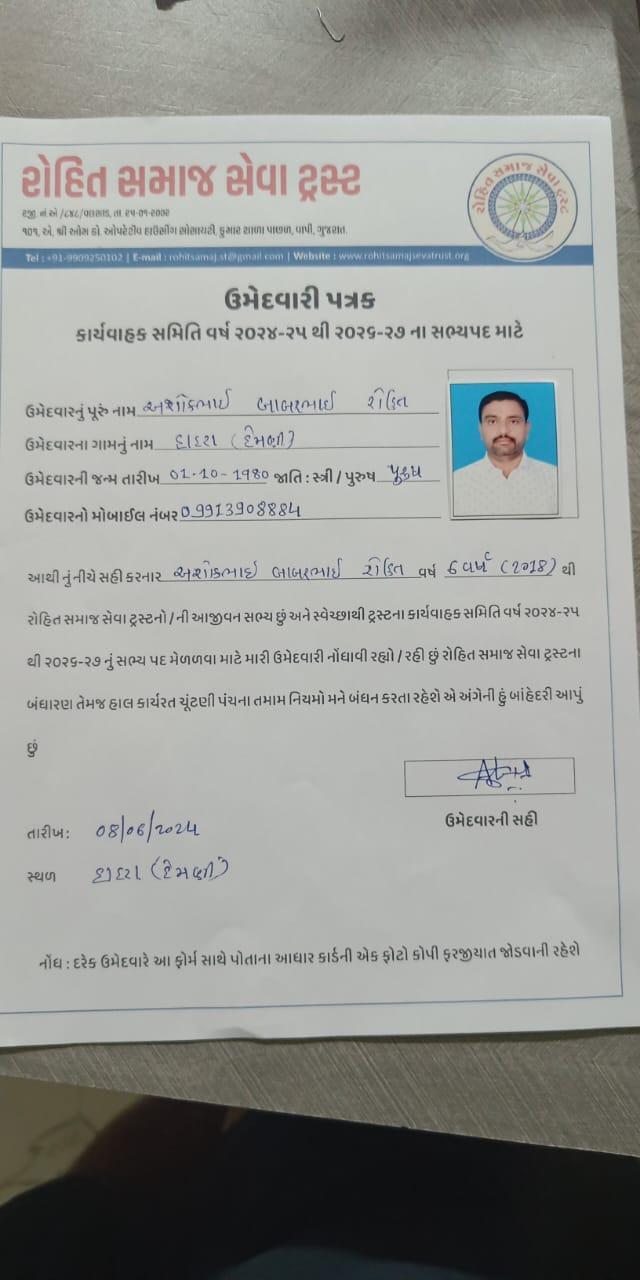 રોહિત સમાજ સેવા ટ્રસ્ટ
રજી. નં એ /૮૪૮/વલસાડ, તા. ૨૫-૦૧-૨૦૦૨
૧૦૧, એ, શ્રી ઓમ કો. ઓપરેટીવ હાઉસીંગ સોસાયટી, કુમાર શાળા પાછળ, વાપી, ગુજરાત.
રોહિત સમાજ સેવા ટ્રસ્ટ
Tel : +91-9909250102 | E-mail : rohitsamaj.st@gmail.com | Website : www.rohitsamajsevatrust.org
ઉમેદવારી પત્રક
કાર્યવાહક સમિતિ વર્ષ ૨૦૨૪-૨૫ થી ૨૦૨૬-૨૭ ના સભ્યપદ માટે
ઉમેદવારનું પૂરું નામ અશોકભાઈ બાબરભાઈ રોહિત
ઉમેદવારના ગામનું નામ દાદરા (દેમણી)
ઉમેદવારની જન્મ તારીખ 01-10-1980 જાતિ : સ્ત્રી / પુરુષ પુરુષ
ઉમેદવારનો મોબાઈલ નંબર 09913908884
આથી નું નીચે સહી કરનાર અશોકભાઈ બાબરભાઈ રોહિત વર્ષ 6 વર્ષ (2018) થી
રોહિત સમાજ સેવા ટ્રસ્ટનો / ની આજીવન સભ્ય છું અને સ્વેચ્છાથી ટ્રસ્ટના કાર્યવાહક સમિતિ વર્ષ ૨૦૨૪-૨૫
થી ૨૦૨૬-૨૭ નું સભ્ય પદ મેળળવા માટે મારી ઉમેદવારી નોંધાવી રહ્યો / રહી છું રોહિત સમાજ સેવા ટ્રસ્ટના
બંધારણ તેમજ હાલ કાર્યરત ચૂંટણી પંચના તમામ નિયમો મને બંધન કરતા રહેશે એ અંગેની હું બાંહેદરી આપું
છું
ઉમેદવારની સહી
તારીખ : 08/06/2024
સ્થળ દાદરા (દેમણી)
નોંધ : દરેક ઉમેદવારે આ ફોર્મ સાથે પોતાના આધાર કાર્ડની એક ફોટો કોપી ફરજીયાત જોડવાની રહેશે